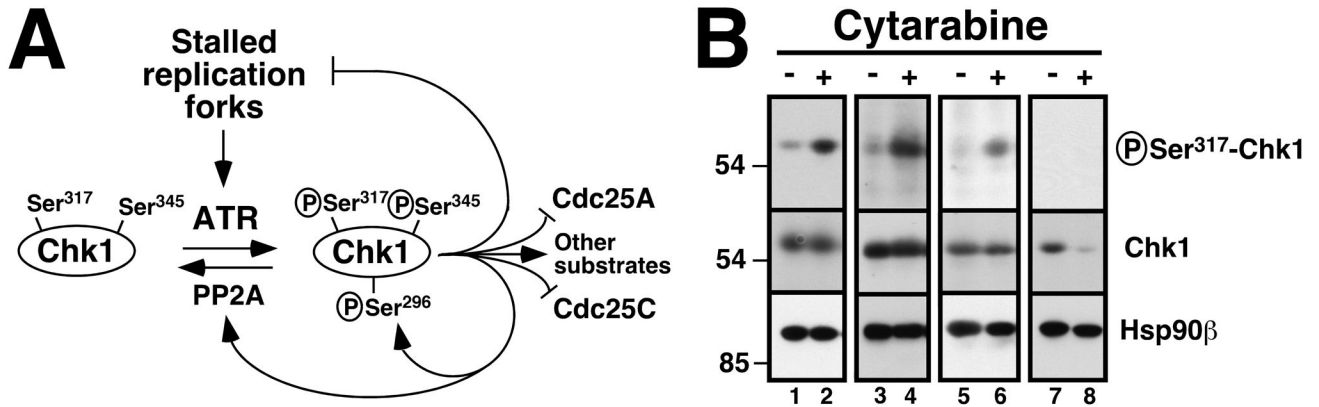 A
Stalled
replication
forks
Ser317
Ser345
ATR
Chk1
PP2A
P Ser317 P Ser345
Chk1
P Ser296
Cdc25A
Other
substrates
Cdc25C
B
Cytarabine
- + - + - + - +
54
P Ser317-Chk1
54
Chk1
85
Hsp90β
1 2 3 4 5 6 7 8